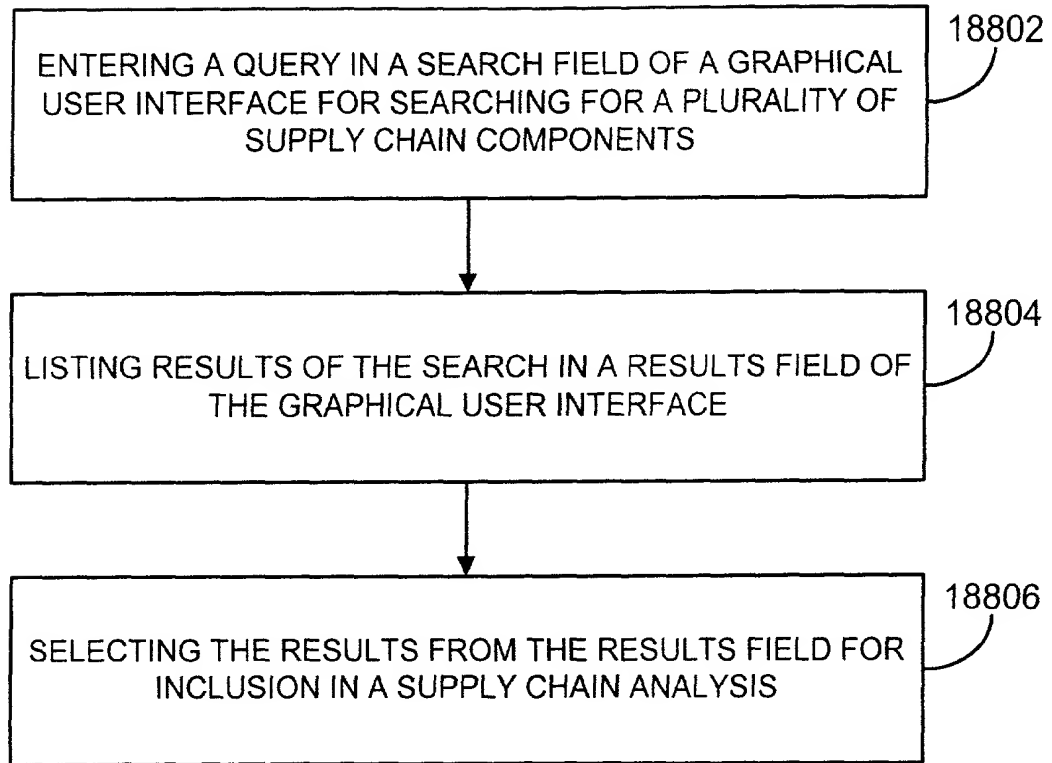 18802
ENTERING A QUERY IN A SEARCH FIELD OF A GRAPHICAL
USER INTERFACE FOR SEARCHING FOR A PLURALITY OF
SUPPLY CHAIN COMPONENTS
18804
LISTING RESULTS OF THE SEARCH IN A RESULTS FIELD OF
THE GRAPHICAL USER INTERFACE
18806
SELECTING THE RESULTS FROM THE RESULTS FIELD FOR
INCLUSION IN A SUPPLY CHAIN ANALYSIS